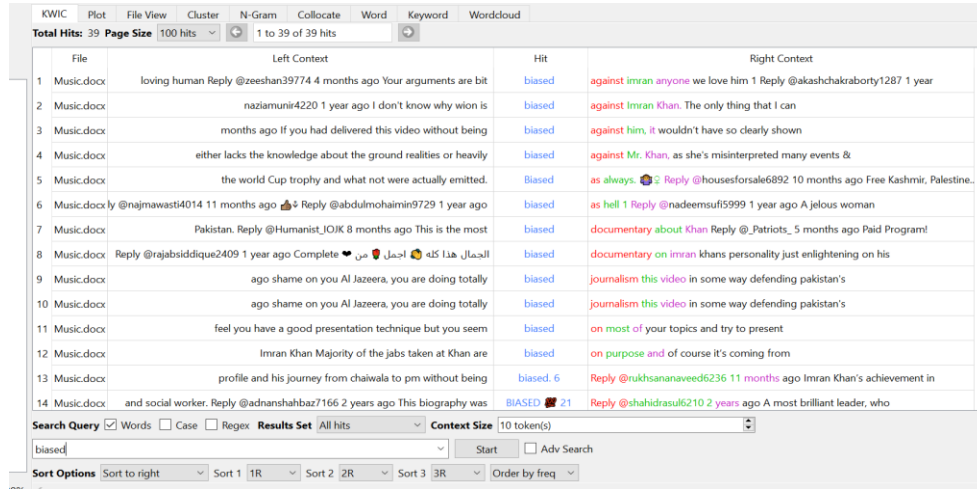 KWIC Plot File View Cluster N-Gram Collocate Word Keyword Wordcloud
Total Hits: 39 Page Size 100 hits 1 to 39 of 39 hits
File Left Context Hit Right Context
1 Music.docx loving human Reply @zeeshan39774 4 months ago Your arguments are bit biased against imran anyone we love him 1 Reply @akashchakraborty1287 1 year
2 Music.docx naziamunir4220 1 year ago I don't know why wion is biased against Imran Khan. The only thing that I can
3 Music.docx months ago If you had delivered this video without being biased against him, it wouldn't have so clearly shown
4 Music.docx either lacks the knowledge about the ground realities or heavily biased against Mr. Khan, as she's misinterpreted many events &
5 Music.docx the world Cup trophy and what not were actually emitted. Biased as always. 🤷🏽‍♀ Reply @housesforsale6892 10 months ago Free Kashmir, Palestine..
6 Music.docx ly @najmawasti4014 11 months ago 👍🏾 Reply @abdulmohaimin9729 1 year ago biased as hell 1 Reply @nadeemsufi5999 1 year ago A jelous woman
7 Music.docx Pakistan. Reply @Humanist_IOJK 8 months ago This is the most biased documentary about Khan Reply @_Patriots_ 5 months ago Paid Program!
8 Music.docx Reply @rajabsiddique2409 1 year ago Complete ❤ الجمال هذا كله 👏 اجمل 🌹 من biased documentary on imran khans personality just enlightening on his
9 Music.docx ago shame on you Al Jazeera, you are doing totally biased journalism this video in some way defending pakistan's
10 Music.docx ago shame on you Al Jazeera, you are doing totally biased journalism this video in some way defending pakistan's
11 Music.docx feel you have a good presentation technique but you seem biased on most of your topics and try to present
12 Music.docx Imran Khan Majority of the jabs taken at Khan are biased on purpose and of course it's coming from
13 Music.docx profile and his journey from chaiwala to pm without being biased. 6 Reply @rukhsananaveed6236 11 months ago Imran Khan's achievement in
14 Music.docx and social worker. Reply @adnanshahbaz7166 2 years ago This biography was BIASED 💯 21 Reply @shahidrasul6210 2 years ago A most brilliant leader, who
Search Query Words Case Regex Results Set All hits Context Size 10 token(s)
biased Start Adv Search
Sort Options Sort to right Sort 1 1R Sort 2 2R Sort 3 3R Order by freq